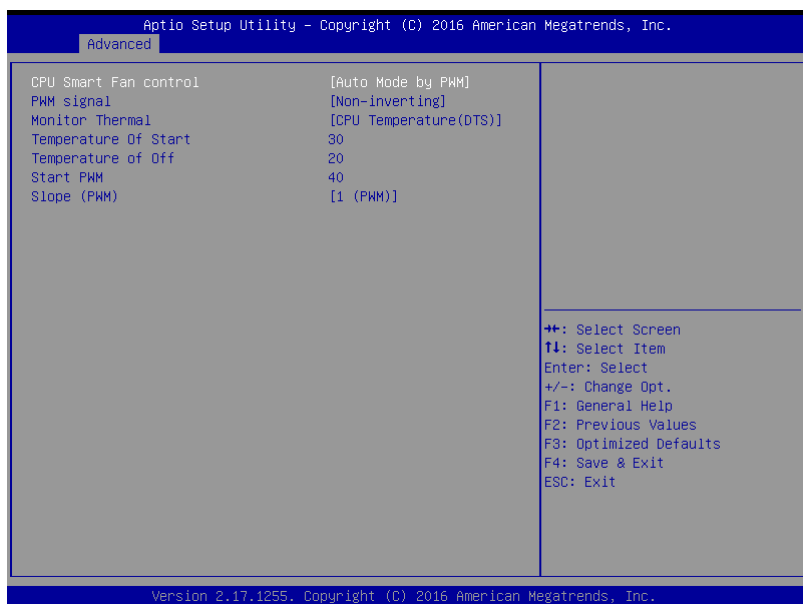 Aptio Setup Utility – Copyright (C) 2016 American Megatrends, Inc.
Advanced
CPU Smart Fan control [Auto Mode by PWM]
PWM signal [Non-inverting]
Monitor Thermal [CPU Temperature(DTS)]
Temperature Of Start 30
Temperature of Off 20
Start PWM 40
Slope (PWM) [1 (PWM)]
→←: Select Screen
↑↓: Select Item
Enter: Select
+/-: Change Opt.
F1: General Help
F2: Previous Values
F3: Optimized Defaults
F4: Save & Exit
ESC: Exit
Version 2.17.1255. Copyright (C) 2016 American Megatrends, Inc.